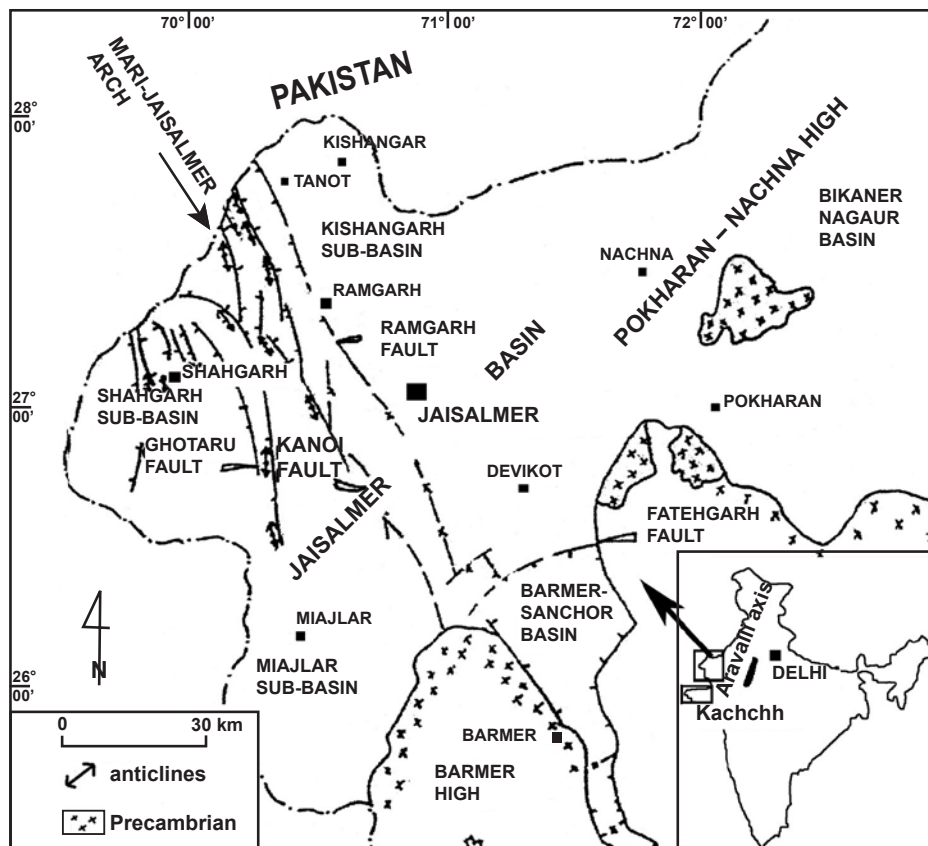 70° 00’
71° 00’
72° 00’
MARI-JAISALMER
ARCH
PAKISTAN
28°
00’
KISHANGAR
TANOT
KISHANGARH
SUB-BASIN
POKHARAN – NACHNA HIGH
BIKANER
NAGAUR
BASIN
NACHNA
RAMGARH
RAMGARH
FAULT
BASIN
SHAHGARH
SHAHGARH
SUB-BASIN
27°
00’
JAISALMER
POKHARAN
GHOTARU
FAULT
KANOI
FAULT
DEVIKOT
JAISALMER
FATEHGARH
FAULT
BARMER-
SANCHOR
BASIN
MIAJLAR
MIAJLAR
SUB-BASIN
N
26°
00’
Aravalli axis
DELHI
Kachchh
0
30 km
BARMER
BARMER
HIGH
anticlines
Precambrian